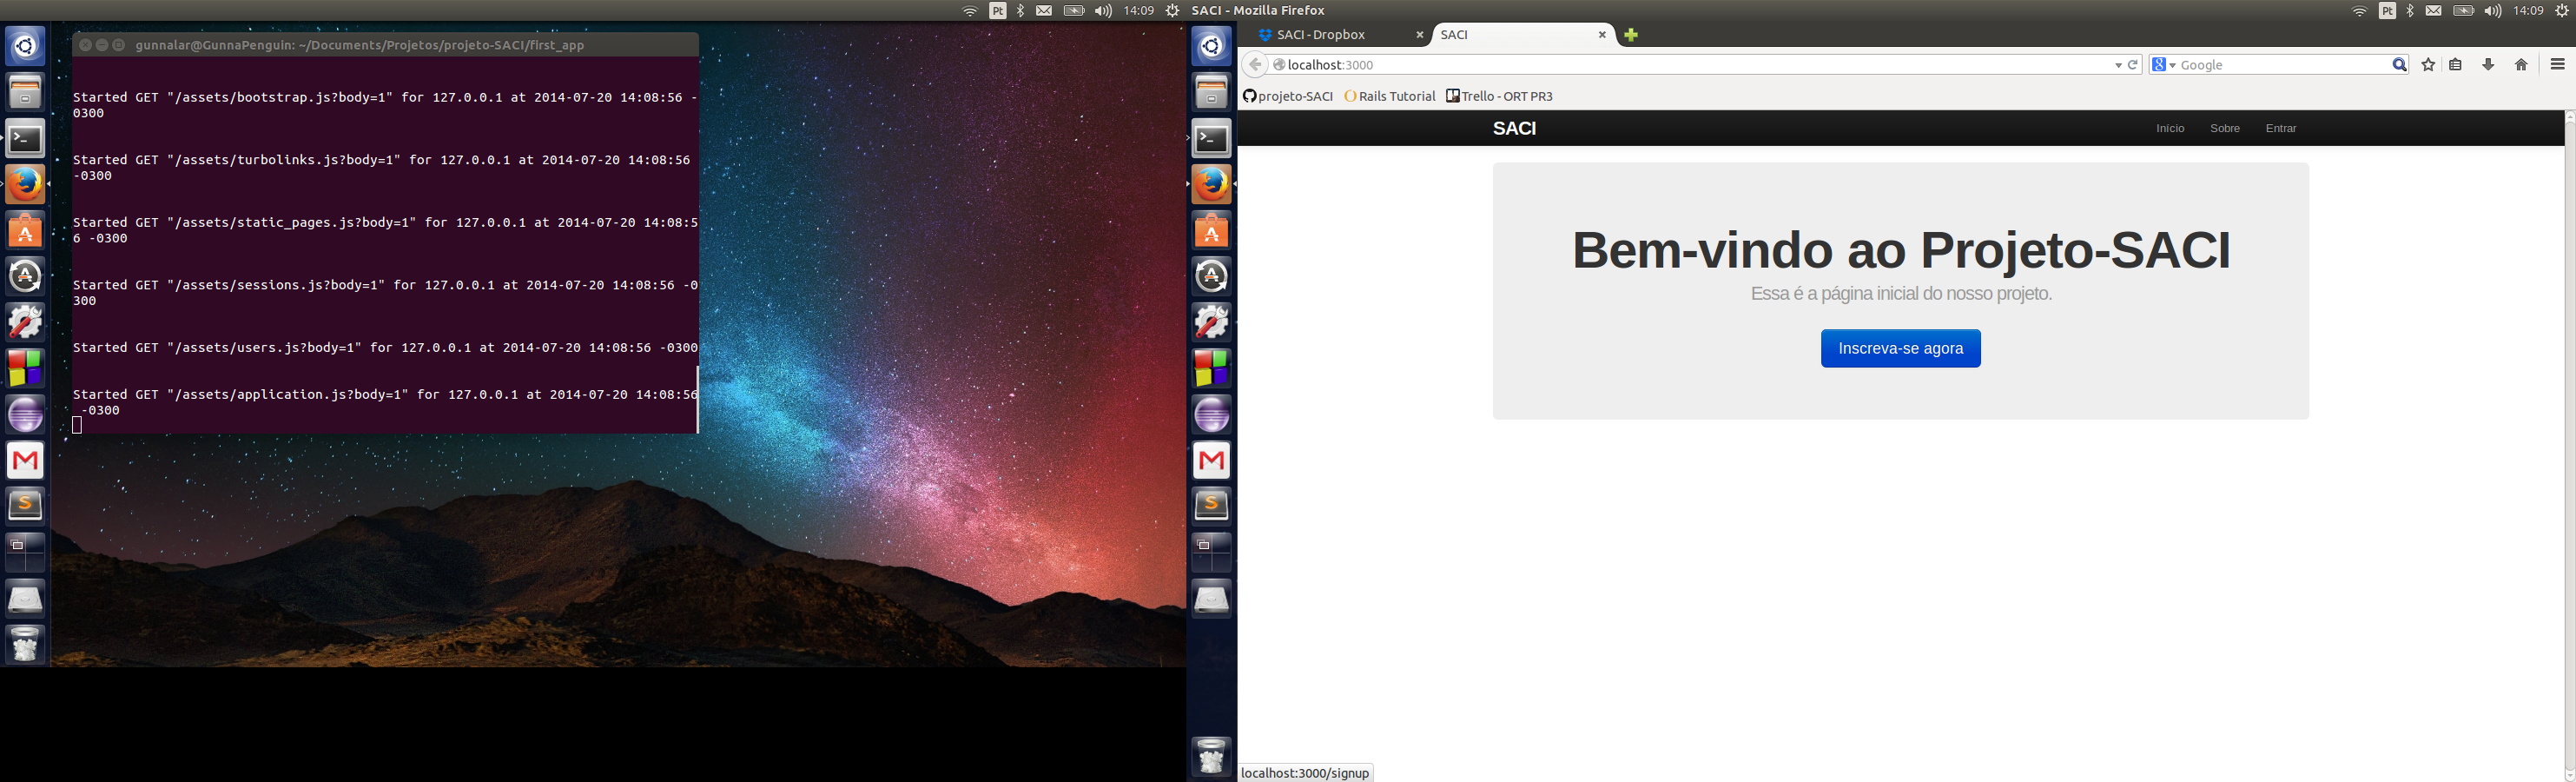 Pt
14:09
SACI - Mozilla Firefox
Pt
14:09
gunnalar@GunnaPenguin: ~/Documents/Projetos/projeto-SACI/first_app
Started GET "/assets/bootstrap.js?body=1" for 127.0.0.1 at 2014-07-20 14:08:56 -
0300
Started GET "/assets/turbolinks.js?body=1" for 127.0.0.1 at 2014-07-20 14:08:56
-0300
Started GET "/assets/static_pages.js?body=1" for 127.0.0.1 at 2014-07-20 14:08:5
6 -0300
Started GET "/assets/sessions.js?body=1" for 127.0.0.1 at 2014-07-20 14:08:56 -0
300
Started GET "/assets/users.js?body=1" for 127.0.0.1 at 2014-07-20 14:08:56 -0300
Started GET "/assets/application.js?body=1" for 127.0.0.1 at 2014-07-20 14:08:56
-0300
SACI - Dropbox
SACI
localhost:3000
Google
projeto-SACI
Rails Tutorial
Trello - ORT PR3
SACI
Início
Sobre
Entrar
Bem-vindo ao Projeto-SACI
Essa é a página inicial do nosso projeto.
Inscreva-se agora
localhost:3000/signup